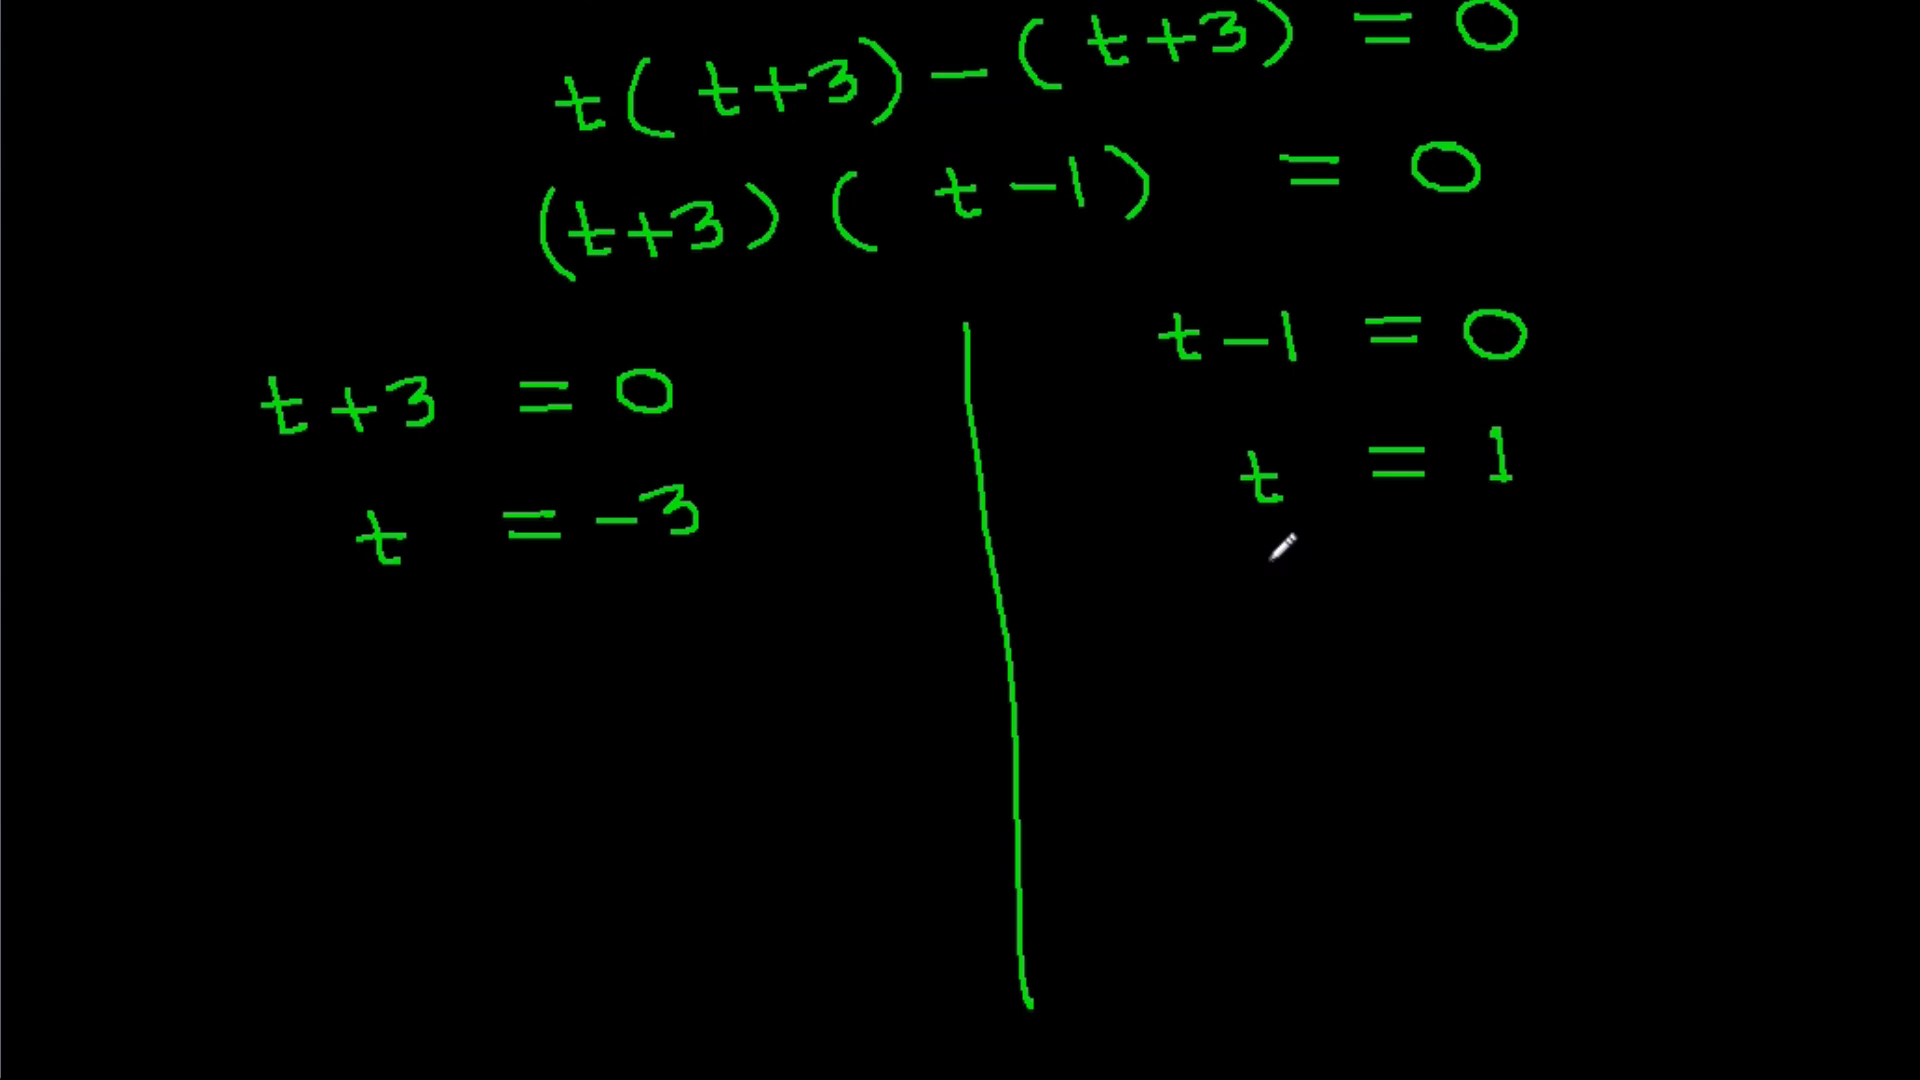 t(t+3)-(t+3) = 0
(t+3)(t-1) = 0
t+3 = 0
t = -3
t-1 = 0
t = 1